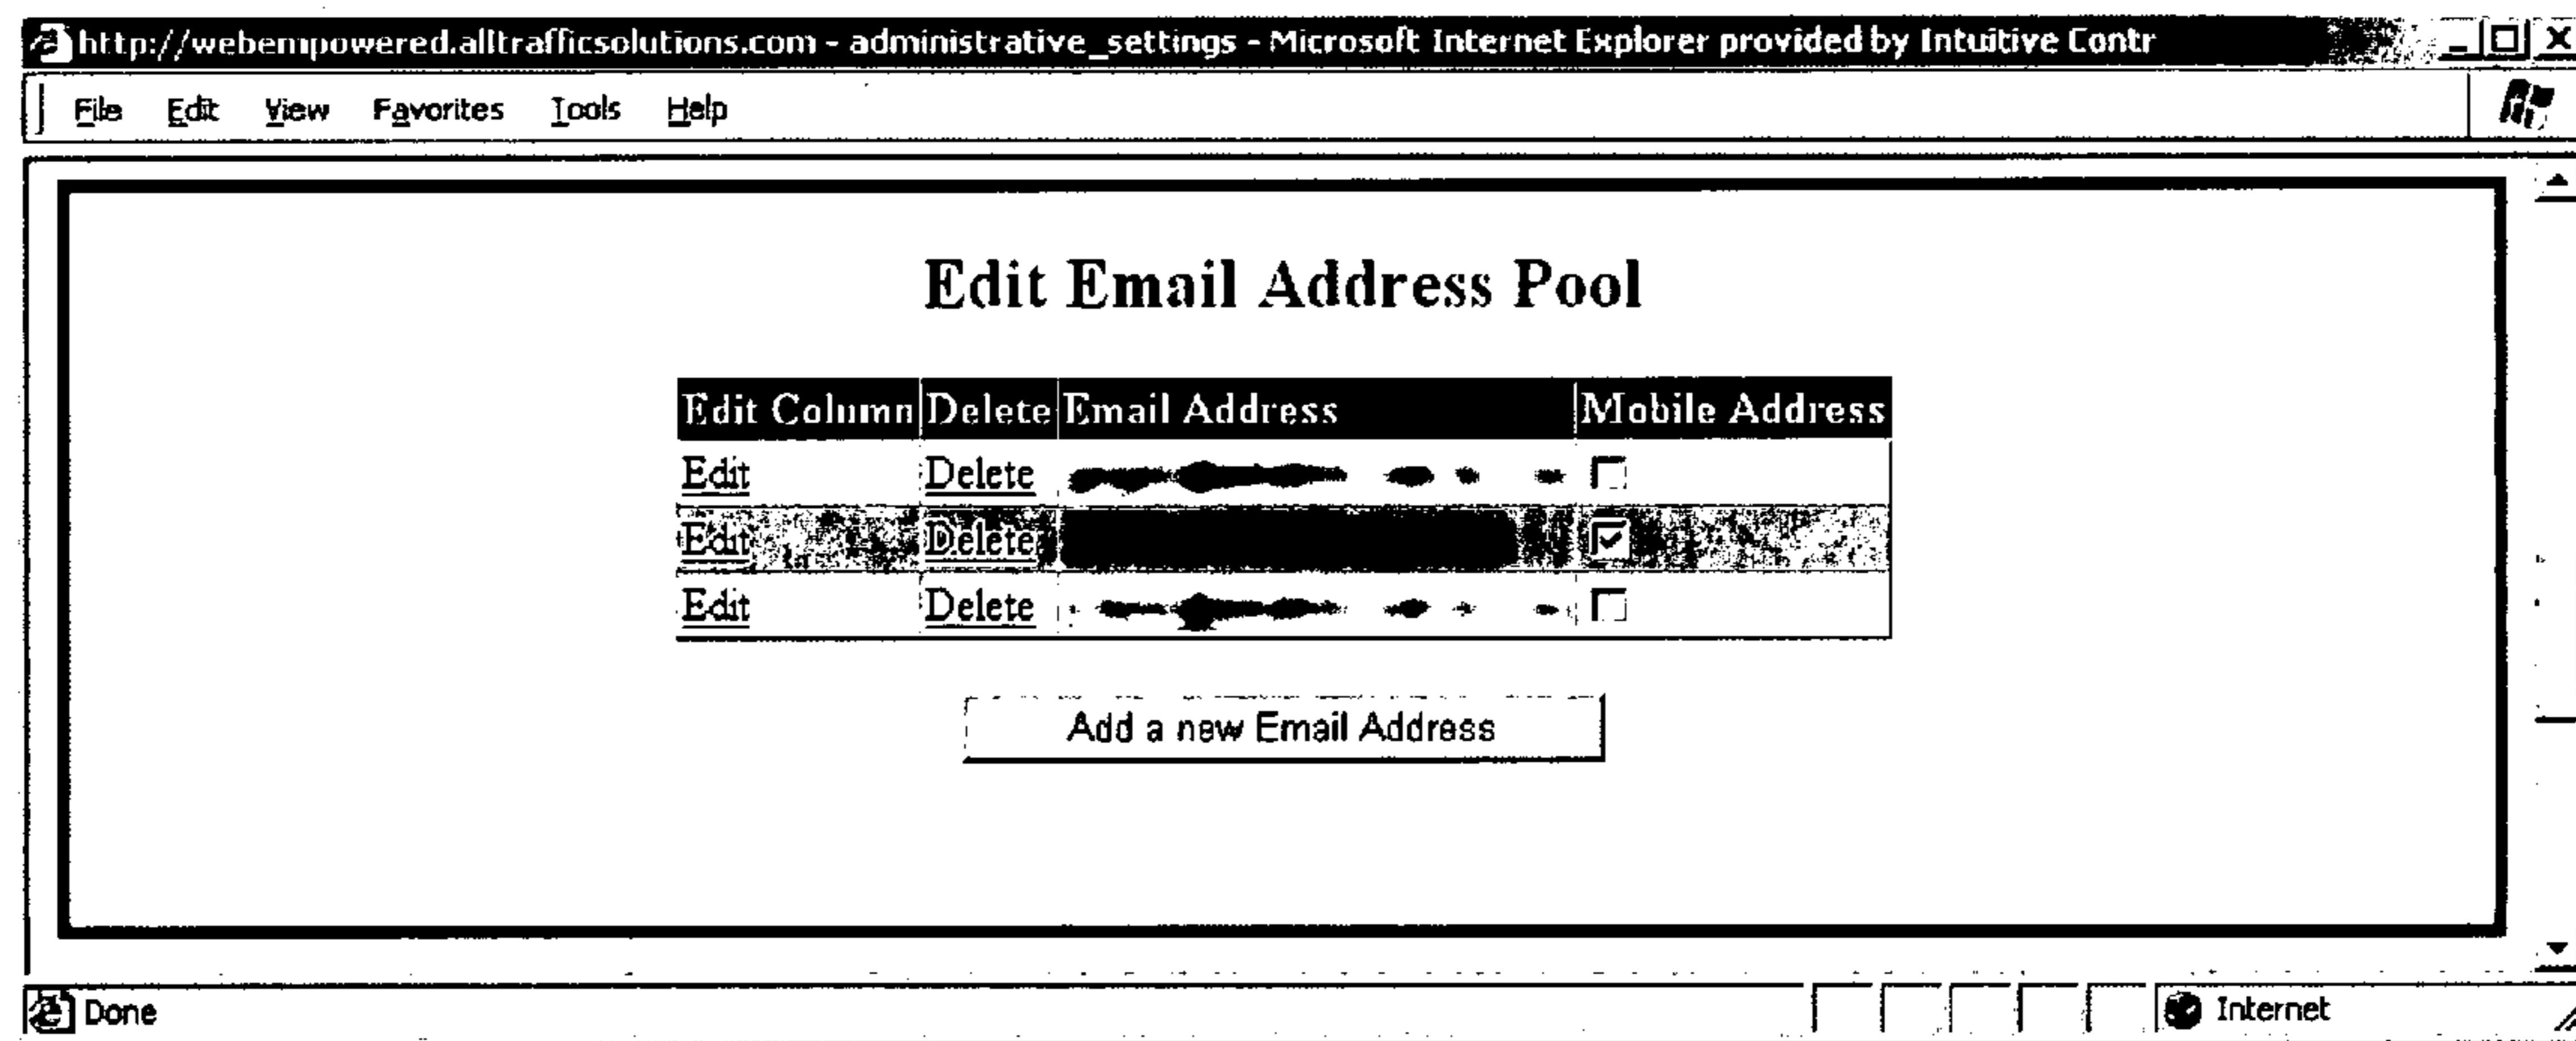 http://webempowered.alltrafficsolutions.com - administrative_settings - Microsoft Internet Explorer provided by Intuitive Contr
File Edit View Favorites Tools Help
Edit Email Address Pool
Edit Column Delete Email Address Mobile Address
Edit Delete
Edit Delete
Edit Delete
Add a new Email Address
Done Internet